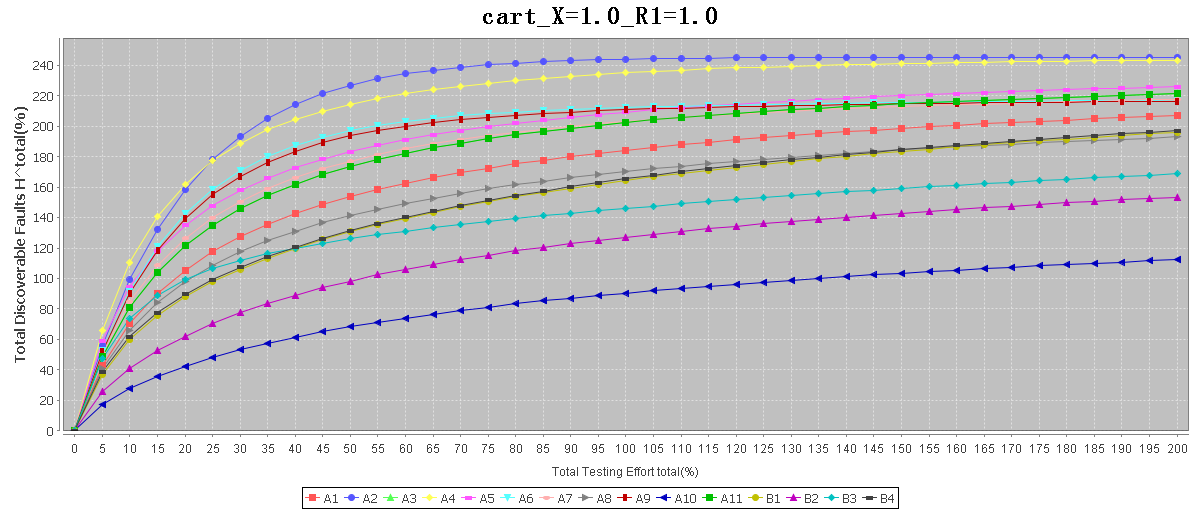 cart_X=1.0_R1=1.0
Total Discoverable Faults H^total(%)
240
220
200
180
160
140
120
100
80
60
40
20
0
0 5 10 15 20 25 30 35 40 45 50 55 60 65 70 75 80 85 90 95 100 105 110 115 120 125 130 135 140 145 150 155 160 165 170 175 180 185 190 195 200
Total Testing Effort total(%)
A1 A2 A3 A4 A5 A6 A7 A8 A9 A10 A11 B1 B2 B3 B4